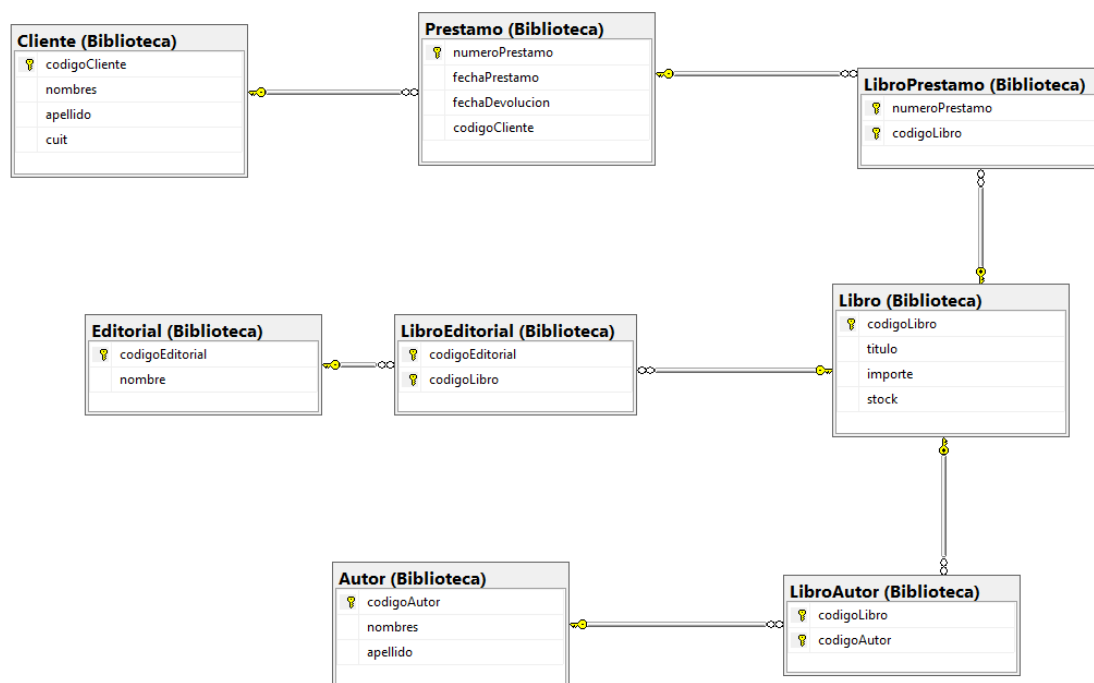 Cliente (Biblioteca)
codigoCliente
nombres
apellido
cuit
Prestamo (Biblioteca)
numeroPrestamo
fechaPrestamo
fechaDevolucion
codigoCliente
LibroPrestamo (Biblioteca)
numeroPrestamo
codigoLibro
Editorial (Biblioteca)
codigoEditorial
nombre
LibroEditorial (Biblioteca)
codigoEditorial
codigoLibro
Libro (Biblioteca)
codigoLibro
titulo
importe
stock
Autor (Biblioteca)
codigoAutor
nombres
apellido
LibroAutor (Biblioteca)
codigoLibro
codigoAutor